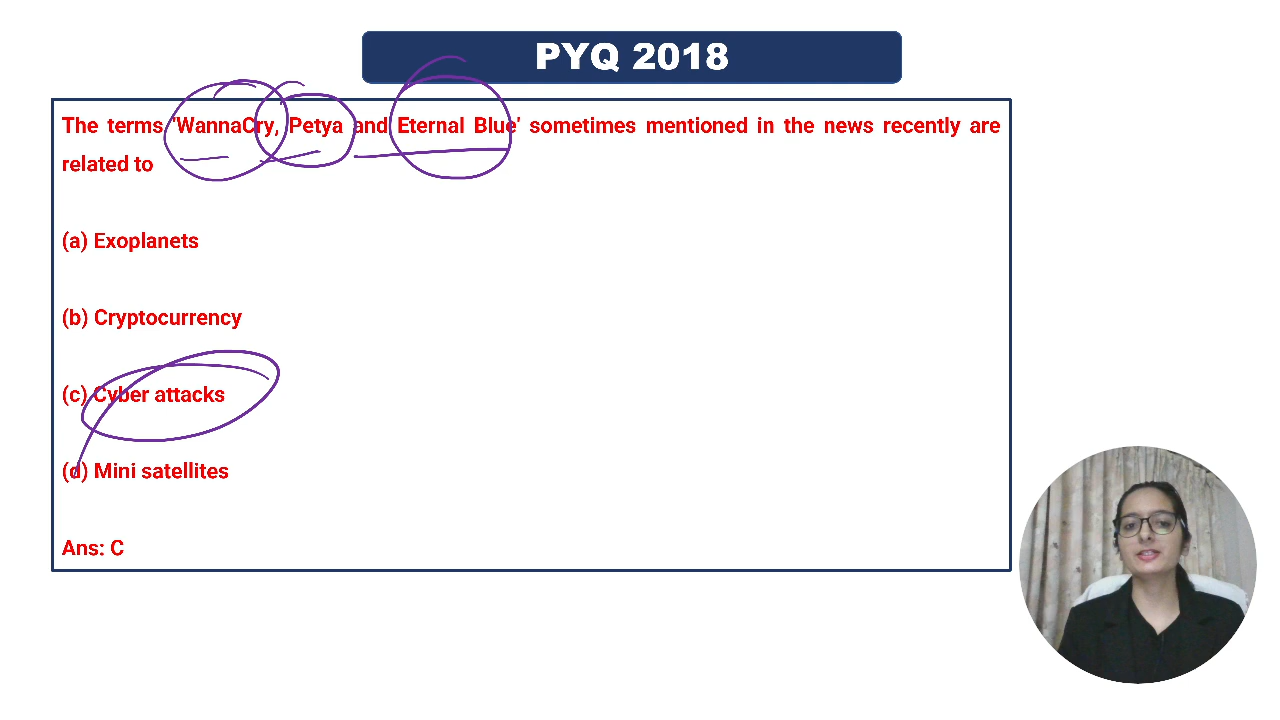 PYQ 2018
The terms 'WannaCry, Petya and Eternal Blue' sometimes mentioned in the news recently are
related to
(a) Exoplanets
(b) Cryptocurrency
(c) Cyber attacks
(d) Mini satellites
Ans: C